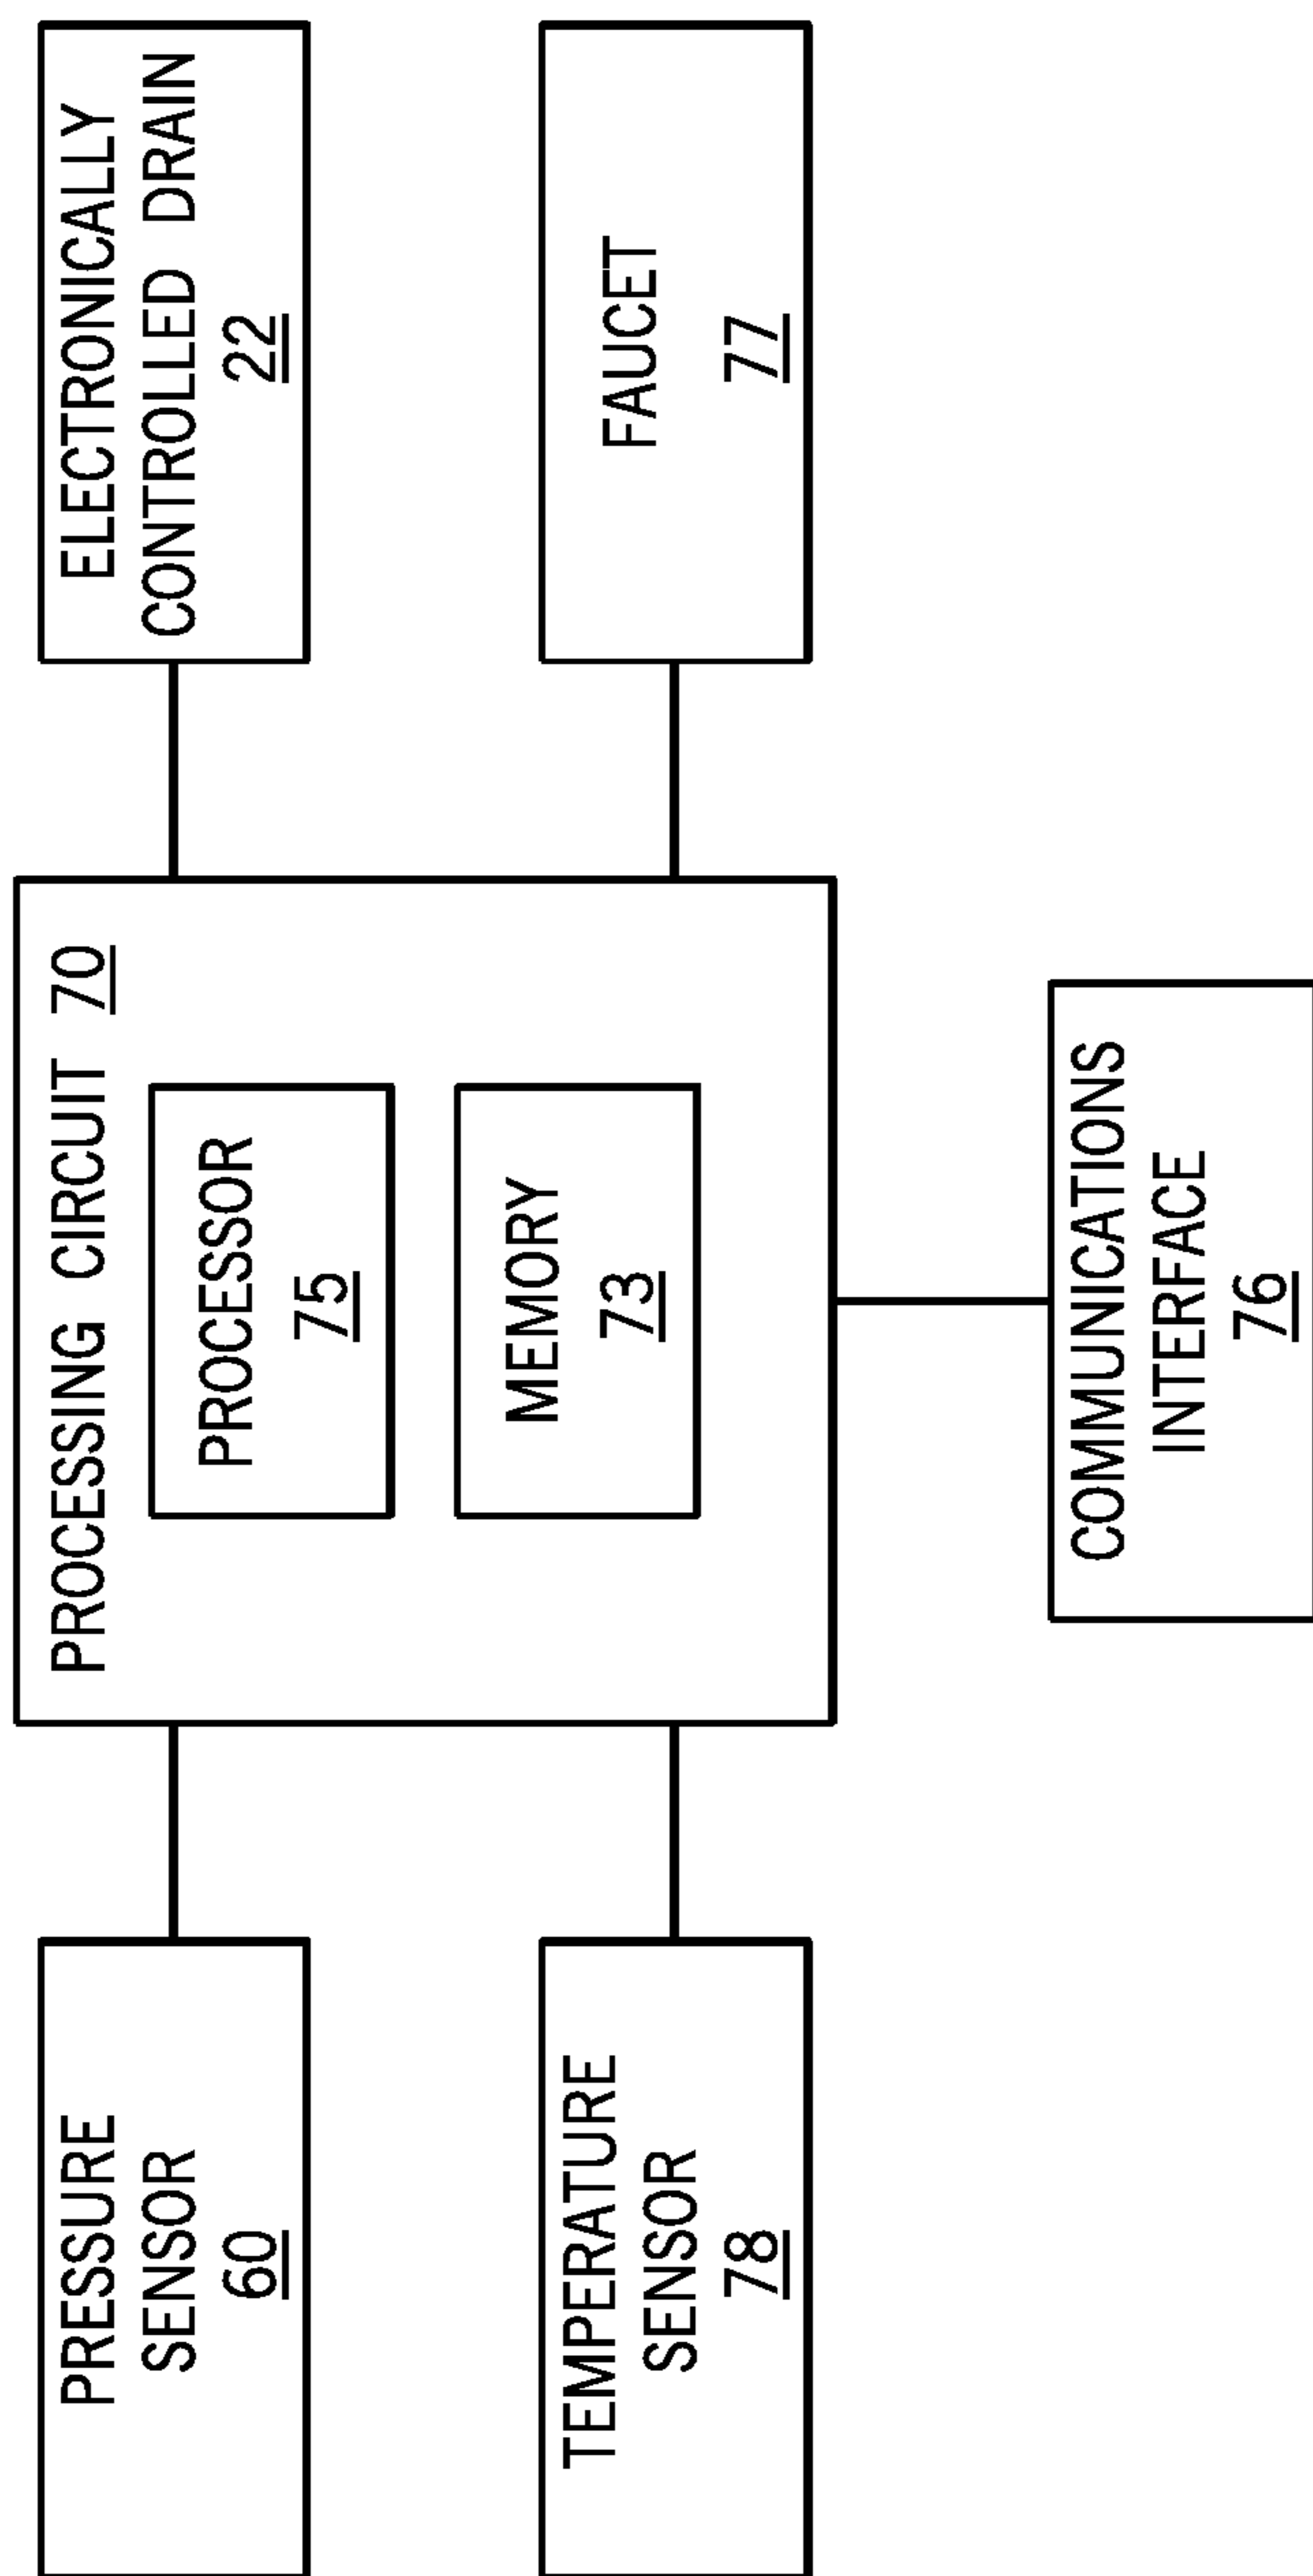 PRESSURE
SENSOR
60
TEMPERATURE
SENSOR
78
PROCESSING CIRCUIT 70
PROCESSOR
75
MEMORY
73
ELECTRONICALLY
CONTROLLED DRAIN
22
FAUCET
77
COMMUNICATIONS
INTERFACE
76